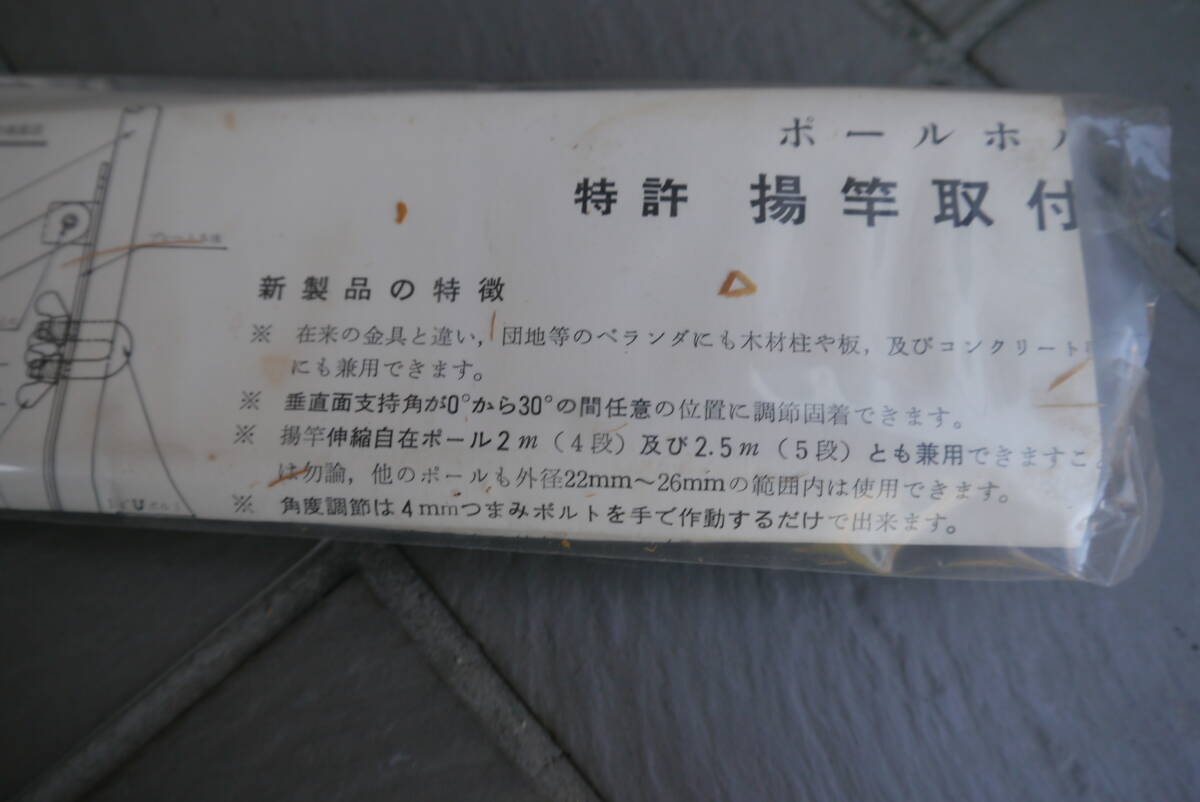 ポールホル
特許 揚竿取付
新製品の特徴
※ 在来の金具と違い,団地等のベランダにも木材柱や板,及びコンクリート
にも兼用できます。
※ 垂直面支持角が0°から30°の間任意の位置に調節固着できます。
※ 揚竿伸縮自在ポール2m(4段)及び2.5m(5段)とも兼用できますこ
は勿論,他のポールも外径22mm〜26mmの範囲内は使用できます。
※ 角度調節は4mmつまみボルトを手で作動するだけで出来ます。